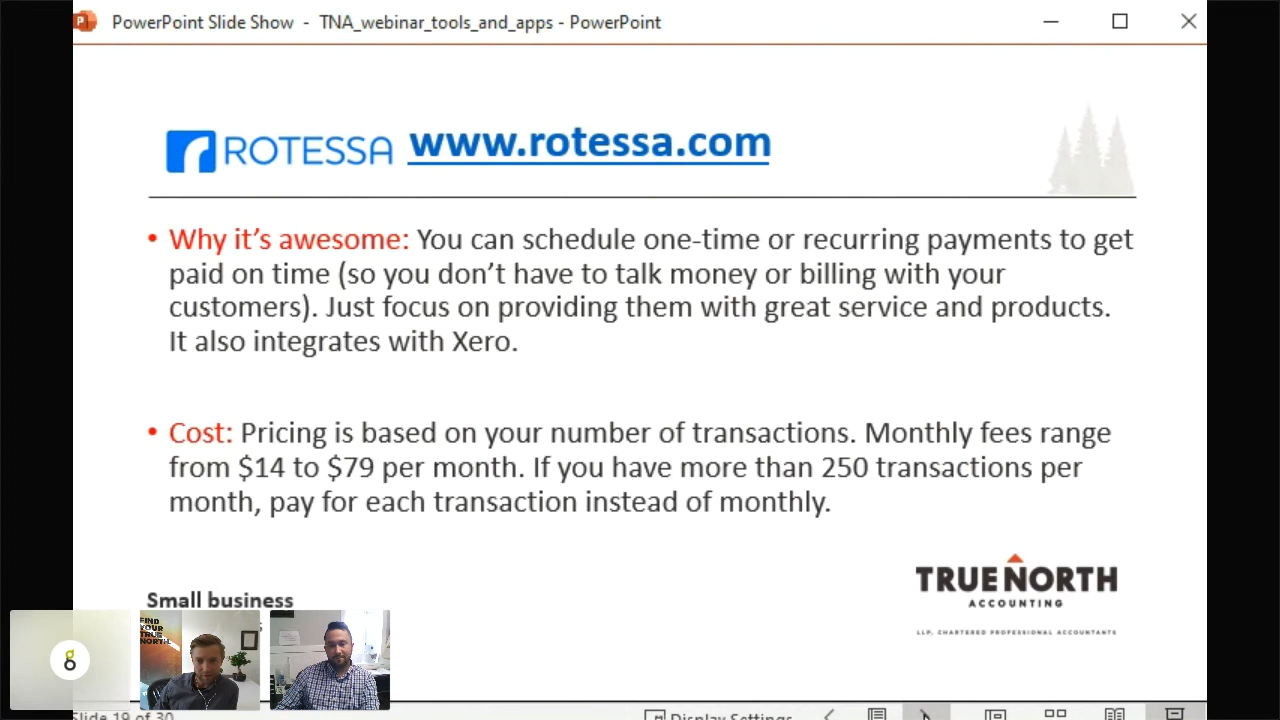 PowerPoint Slide Show - TNA_webinar_tools_and_apps - PowerPoint
ROTESSA www.rotessa.com
• Why it's awesome: You can schedule one-time or recurring payments to get
paid on time (so you don't have to talk money or billing with your
customers). Just focus on providing them with great service and products.
It also integrates with Xero.
• Cost: Pricing is based on your number of transactions. Monthly fees range
from $14 to $79 per month. If you have more than 250 transactions per
month, pay for each transaction instead of monthly.
TRUE NORTH
ACCOUNTING
LLP, CHARTERED PROFESSIONAL ACCOUNTANTS
Small business
FIND
YOUR
TRUE
NORTH
Slide 19 of 30
Display Settings